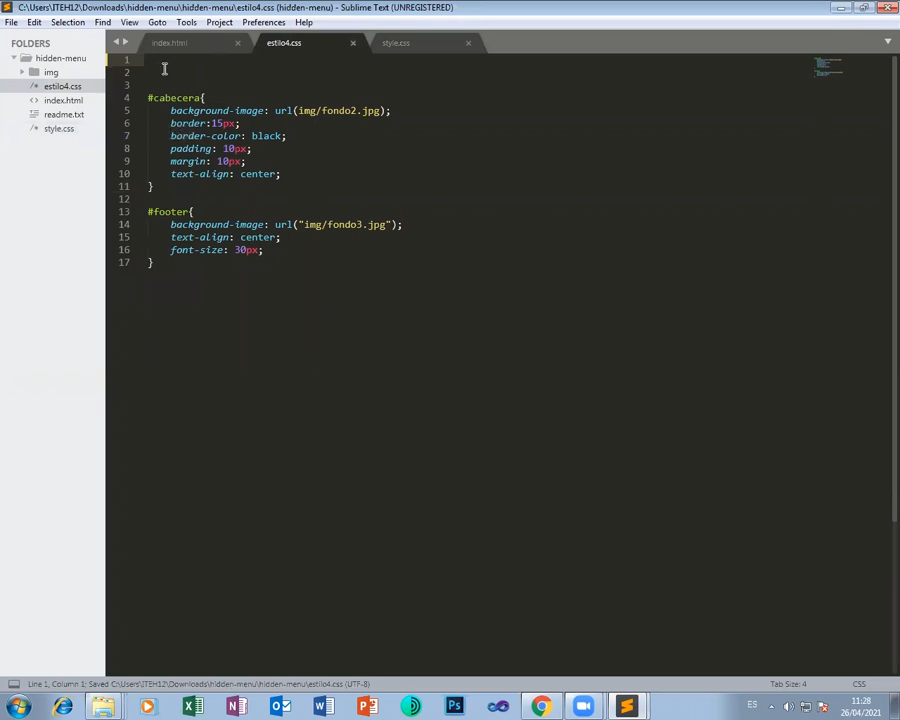 C:\Users\ITEH12\Downloads\hidden-menu\hidden-menu\estilo4.css (hidden-menu) - Sublime Text (UNREGISTERED)
File Edit Selection Find View Goto Tools Project Preferences Help
FOLDERS
hidden-menu
img
estilo4.css
index.html
readme.txt
style.css
index.html estilo4.css style.css
1
2
3
4 #cabecera{
5 background-image: url(img/fondo2.jpg);
6 border:15px;
7 border-color: black;
8 padding: 10px;
9 margin: 10px;
10 text-align: center;
11 }
12
13 #footer{
14 background-image: url("img/fondo3.jpg");
15 text-align: center;
16 font-size: 30px;
17 }
Line 1, Column 1; Saved C:\Users\ITEH12\Downloads\hidden-menu\hidden-menu\estilo4.css (UTF-8) Tab Size: 4 CSS
ES 11:28
26/04/2021